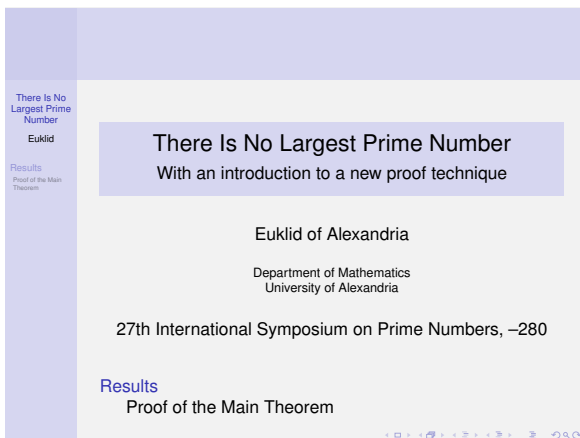 There Is No
Largest Prime
Number
Euklid
Results
Proof of the Main
Theorem
There Is No Largest Prime Number
With an introduction to a new proof technique
Euklid of Alexandria
Department of Mathematics
University of Alexandria
27th International Symposium on Prime Numbers, –280
Results
Proof of the Main Theorem